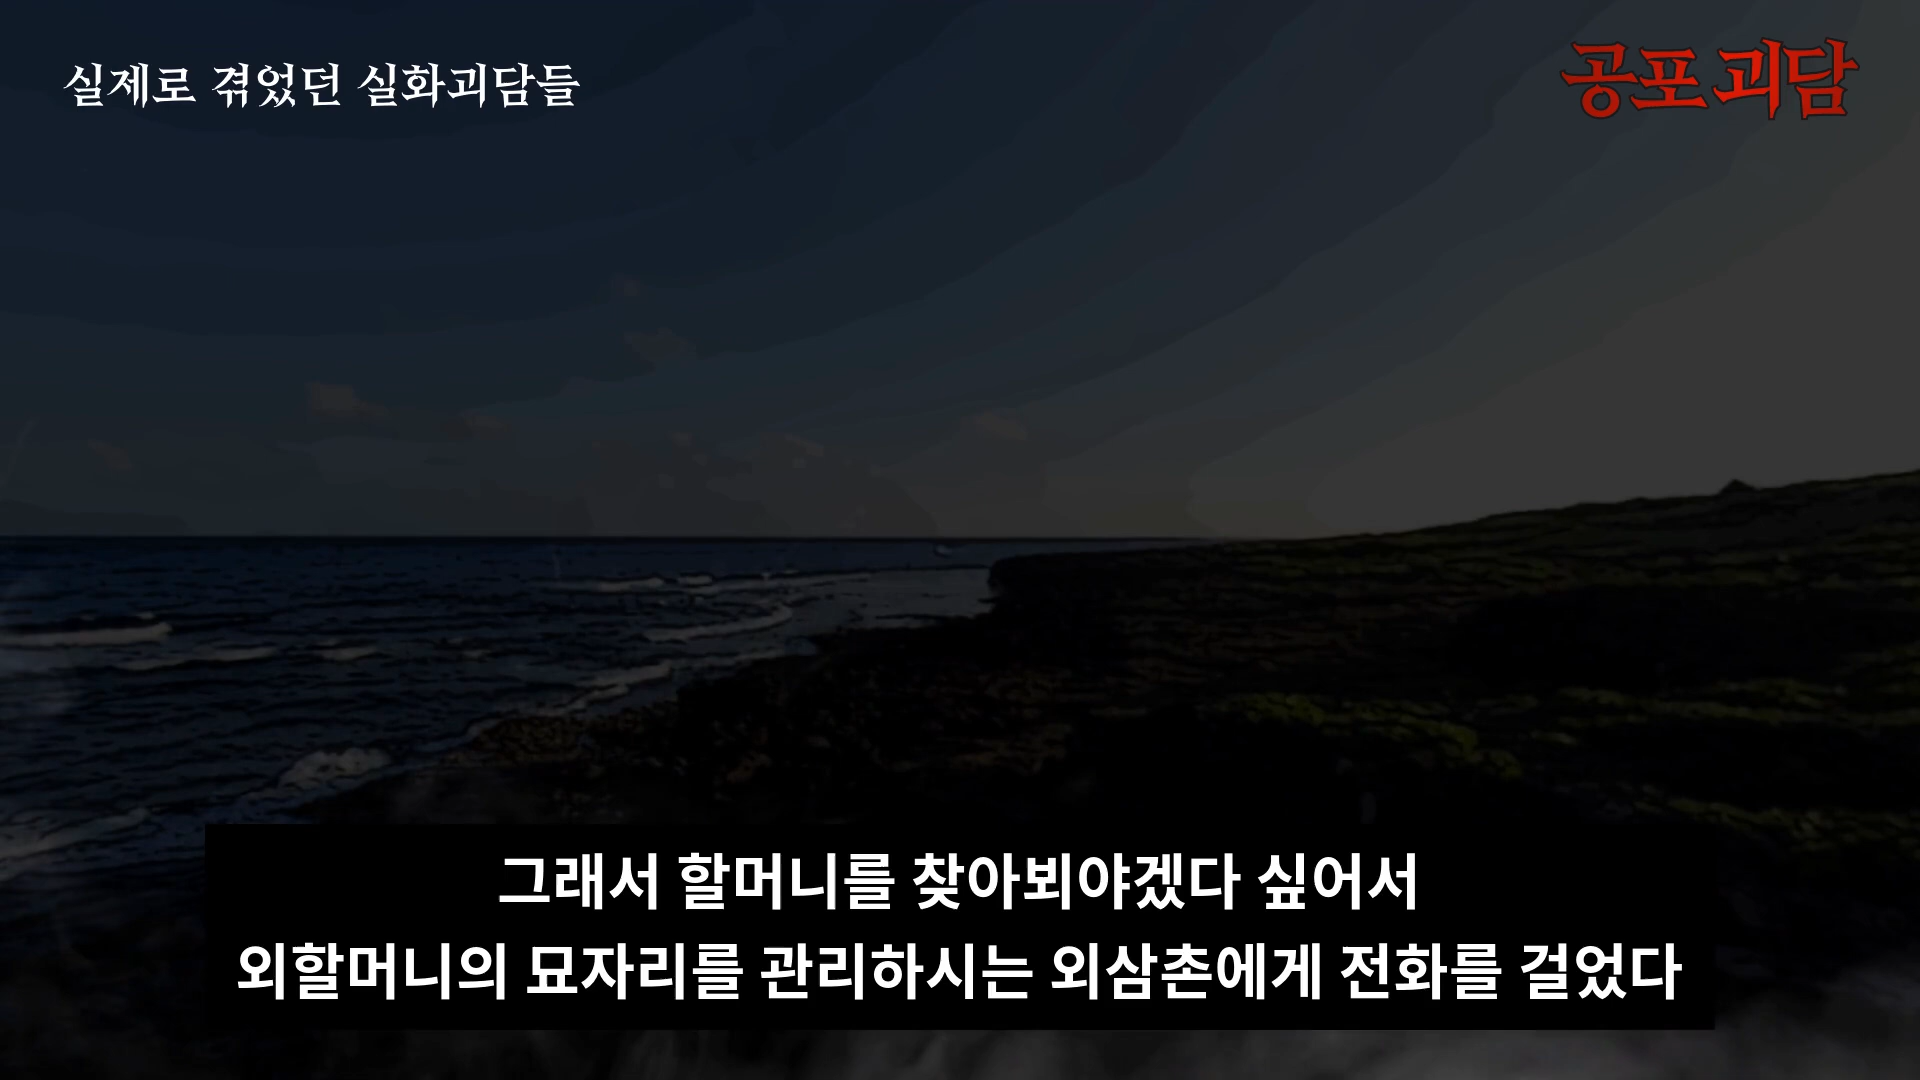 실제로 겪었던 실화괴담들
공포 괴담
그래서 할머니를 찾아뵈야겠다 싶어서
외할머니의 묘자리를 관리하시는 외삼촌에게 전화를 걸었다